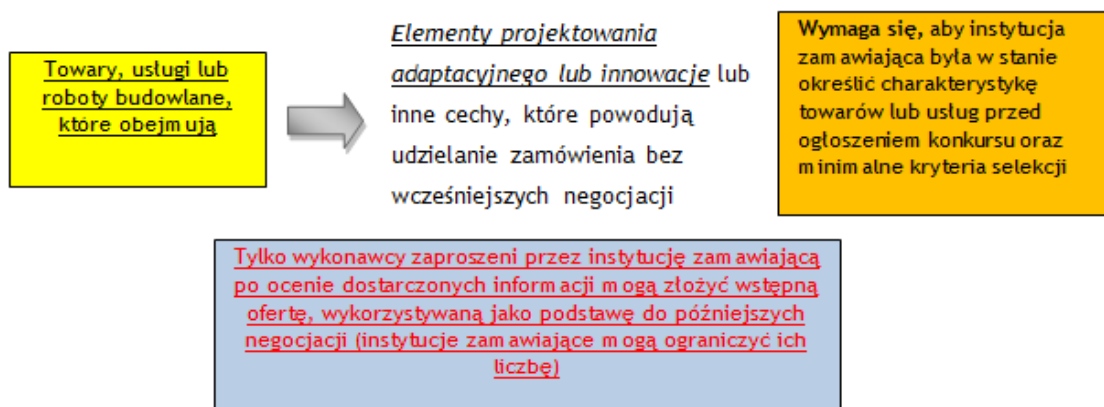 Towary, usługi lub
roboty budowlane,
które obejmują
Elementy projektowania
adaptacyjnego lub innowacje lub
inne cechy, które powodują
udzielanie zamówienia bez
wcześniejszych negocjacji
Wymaga się, aby instytucja
zamawiająca była w stanie
określić charakterystykę
towarów lub usług przed
ogłoszeniem konkursu oraz
minimalne kryteria selekcji
Tylko wykonawcy zaproszeni przez instytucję zamawiającą
po ocenie dostarczonych informacji mogą złożyć wstępną
ofertę, wykorzystywaną jako podstawę do późniejszych
negocjacji (instytucje zamawiające mogą ograniczyć ich
liczbę)